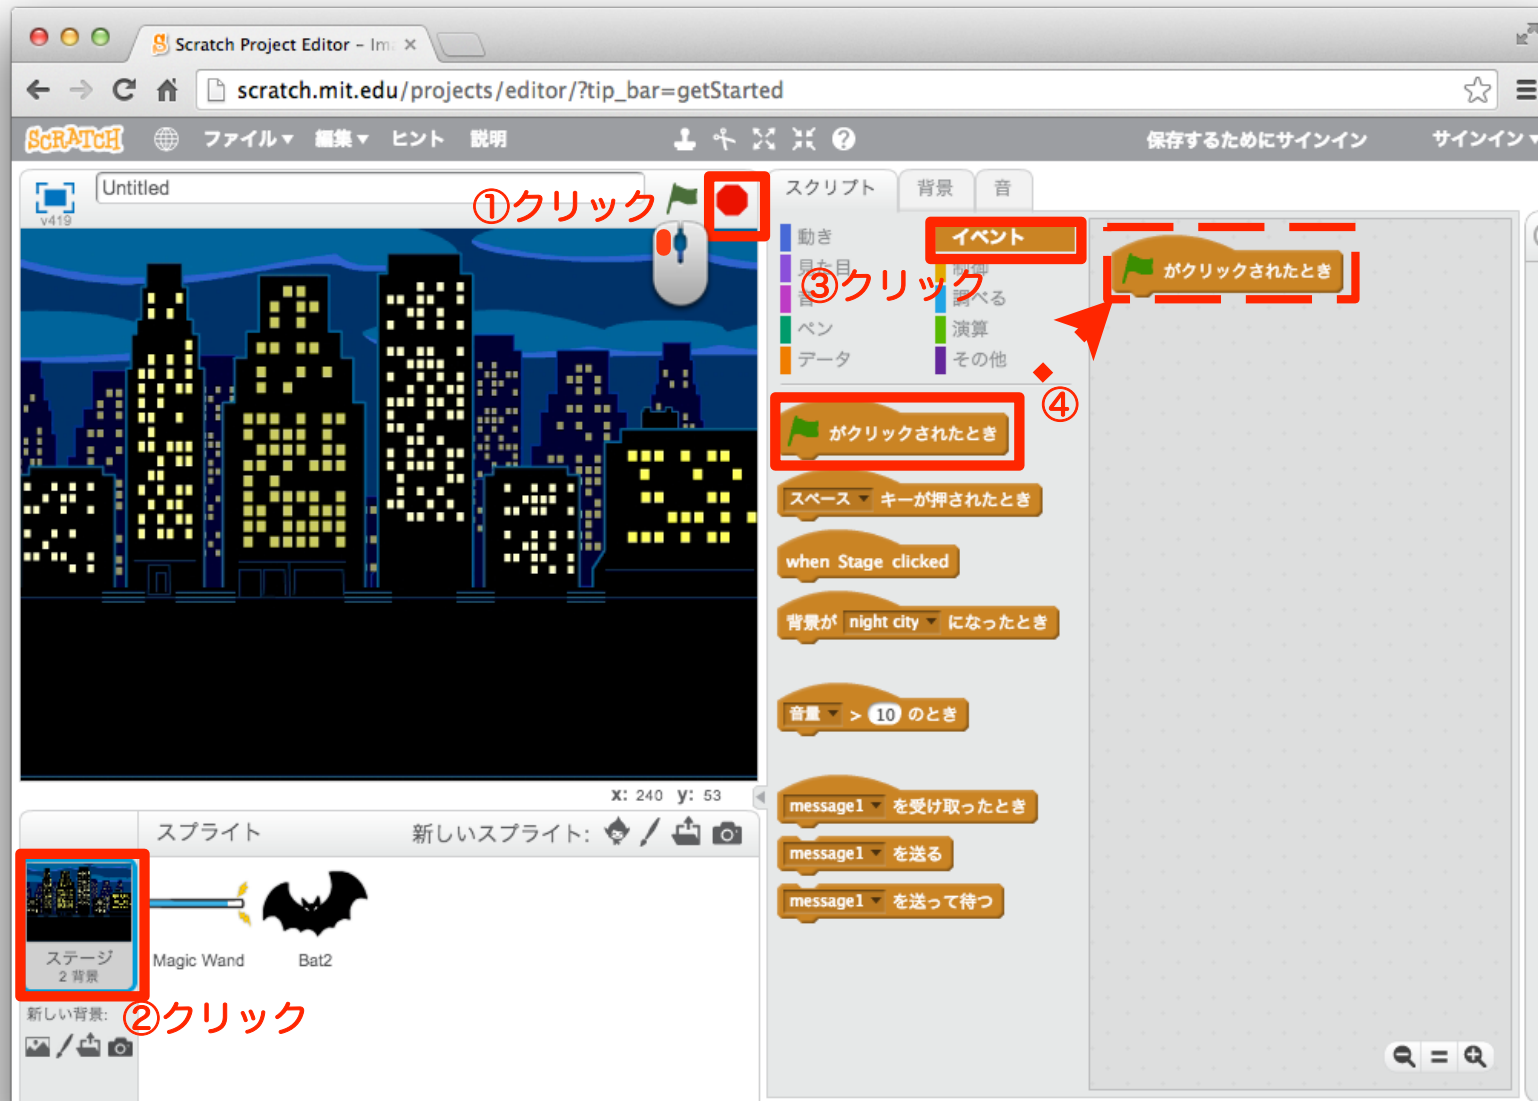 Scratch Project Editor – Im
scratch.mit.edu/projects/editor/?tip_bar=getStarted
SCRATCH
ファイル▼
編集▼
ヒント
説明
保存するためにサインイン
サインイン▼
v419
Untitled
①クリック
スクリプト
背景
音
動き
イベント
見た目
制御
③クリック
音
調べる
ペン
演算
データ
その他
がクリックされたとき
④
がクリックされたとき
スペース▼ キーが押されたとき
when Stage clicked
背景が night city▼ になったとき
音量▼ > 10 のとき
message1▼ を受け取ったとき
message1▼ を送る
message1▼ を送って待つ
x: 240 y: 53
スプライト
新しいスプライト:
ステージ
2 背景
Magic Wand
Bat2
新しい背景:
②クリック